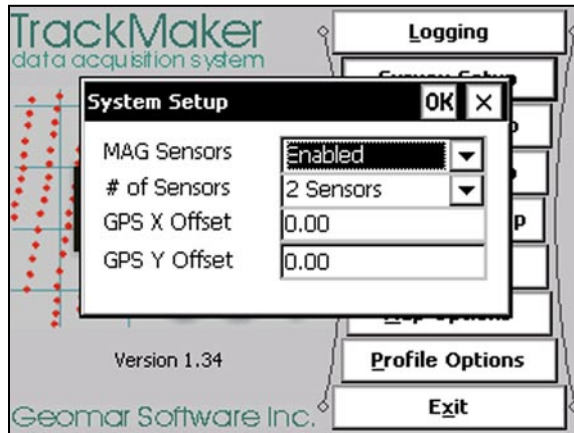 TrackMaker
data acquisition system
Logging
System Setup
OK
MAG Sensors
Enabled
# of Sensors
2 Sensors
GPS X Offset
0.00
GPS Y Offset
0.00
p
Version 1.34
Profile Options
Geomar Software Inc.
Exit